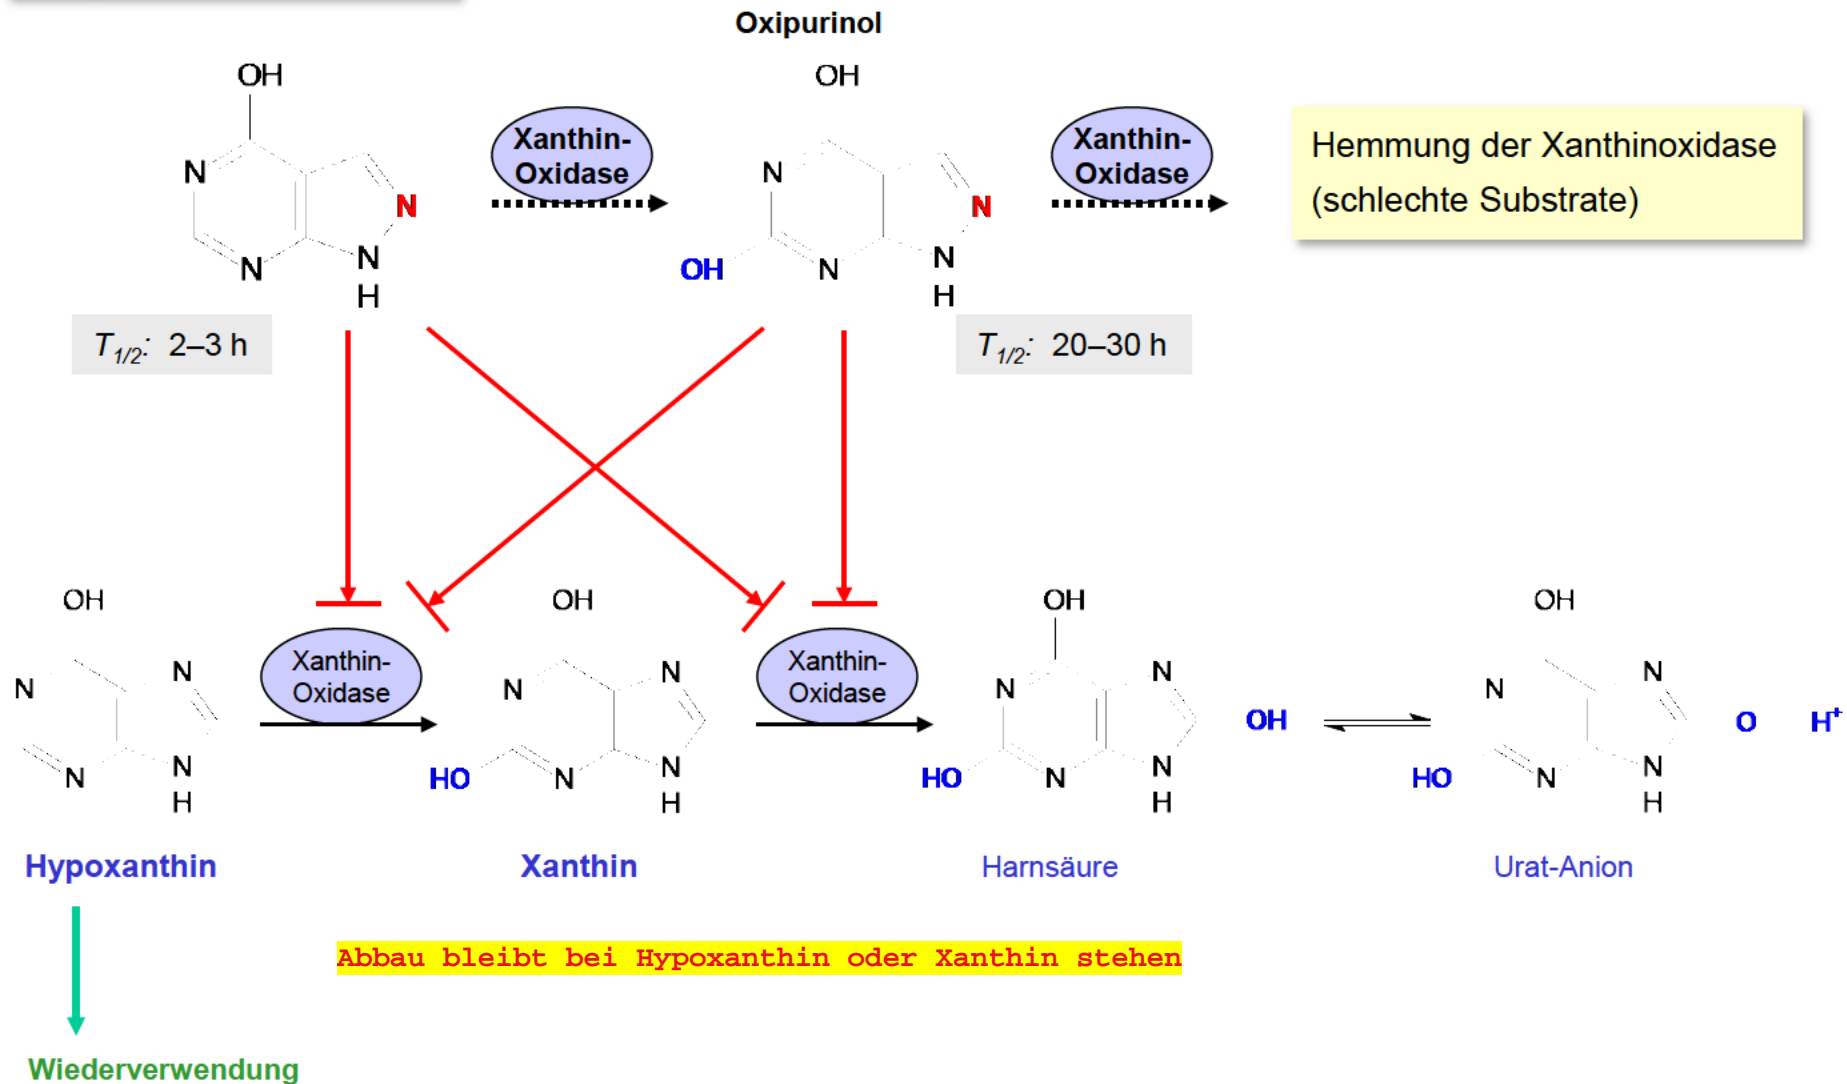 Oxipurinol
OH
OH
Xanthin-
Oxidase
Xanthin-
Oxidase
Hemmung der Xanthinoxidase
(schlechte Substrate)
N
N
N
N
H
N
N
OH
N
N
H
T1/2: 2–3 h
T1/2: 20–30 h
OH
OH
OH
OH
Xanthin-
Oxidase
Xanthin-
Oxidase
N
N
N
N
H
N
N
HO
N
N
H
N
N
OH
HO
N
N
H
N
N
O
H+
HO
N
N
H
Hypoxanthin
Xanthin
Harnsäure
Urat-Anion
Abbau bleibt bei Hypoxanthin oder Xanthin stehen
Wiederverwendung